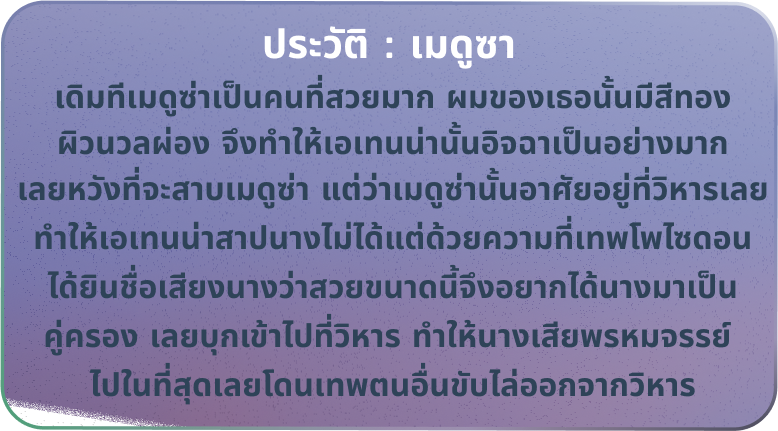 ประวัติ : เมดูซา
เดิมทีเมดูซ่าเป็นคนที่สวยมาก ผมของเธอนั้นมีสีทอง
ผิวนวลผ่อง จึงทำให้เอเทนน่านั้นอิจฉาเป็นอย่างมาก
เลยหวังที่จะสาบเมดูซ่า แต่ว่าเมดูซ่านั้นอาศัยอยู่ที่วิหารเลย
ทำให้เอเทนน่าสาปนางไม่ได้แต่ด้วยความที่เทพโพไซดอน
ได้ยินชื่อเสียงนางว่าสวยขนาดนี้จึงอยากได้นางมาเป็น
คู่ครอง เลยบุกเข้าไปที่วิหาร ทำให้นางเสียพรหมจรรย์
ไปในที่สุดเลยโดนเทพตนอื่นขับไล่ออกจากวิหาร